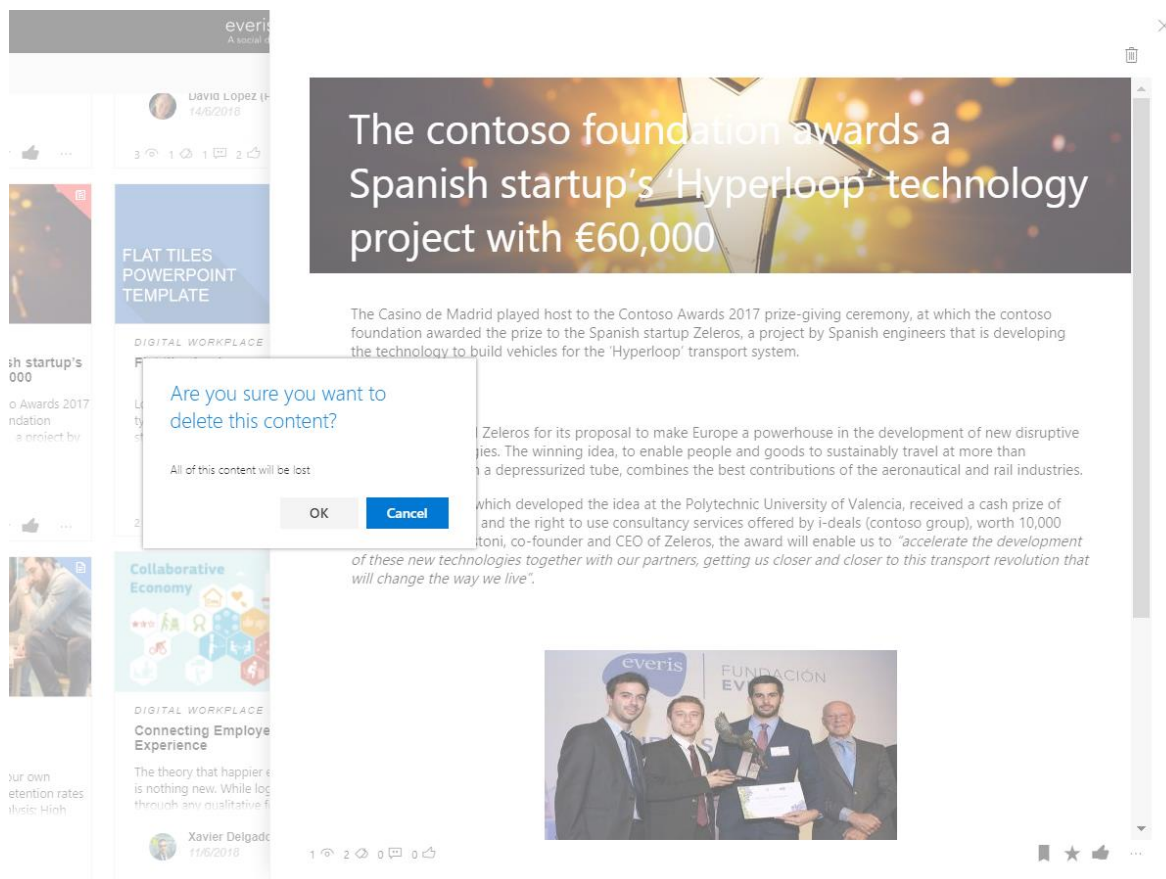 everis
A social d
David Lopez (F
14/6/2018
3 1 1 2
sh startup's
000
o Awards 2017
ndation
a project by
FLAT TILES
POWERPOINT
TEMPLATE
DIGITAL WORKPLACE
Collaborative
Economy
DIGITAL WORKPLACE
Connecting Employe
Experience
The theory that happier e
is nothing new. While log
through any qualitative f
Xavier Delgado
11/6/2018
our own
etention rates
alysis: High
Are you sure you want to
delete this content?
All of this content will be lost
OK Cancel
The contoso foundation awards a
Spanish startup's 'Hyperloop' technology
project with €60,000
The Casino de Madrid played host to the Contoso Awards 2017 prize-giving ceremony, at which the contoso
foundation awarded the prize to the Spanish startup Zeleros, a project by Spanish engineers that is developing
the technology to build vehicles for the 'Hyperloop' transport system.
Zeleros for its proposal to make Europe a powerhouse in the development of new disruptive
ies. The winning idea, to enable people and goods to sustainably travel at more than
a depressurized tube, combines the best contributions of the aeronautical and rail industries.
which developed the idea at the Polytechnic University of Valencia, received a cash prize of
and the right to use consultancy services offered by i-deals (contoso group), worth 10,000
toni, co-founder and CEO of Zeleros, the award will enable us to "accelerate the development
of these new technologies together with our partners, getting us closer and closer to this transport revolution that
will change the way we live".
everis FUNDACIÓN
1 2 0 0